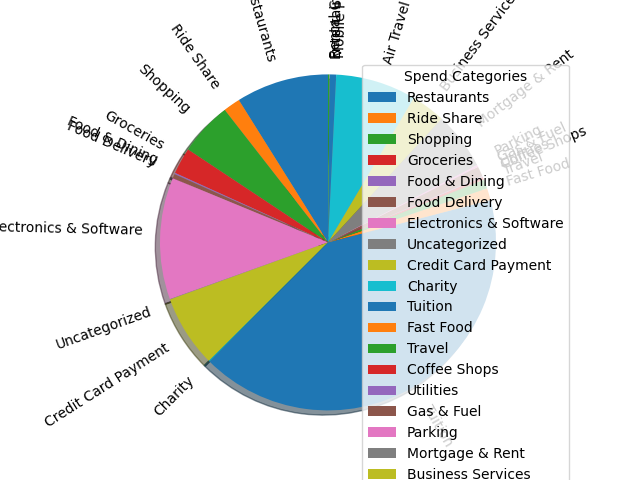 Restaurants
Ride Share
Shopping
Groceries
Food & Dining
Food Delivery
Electronics & Software
Uncategorized
Credit Card Payment
Charity
Tuition
Fast Food
Travel
Coffee Shops
Gas & Fuel
Parking
Mortgage & Rent
Business Services
Air Travel
Spend Categories
Restaurants
Ride Share
Shopping
Groceries
Food & Dining
Food Delivery
Electronics & Software
Uncategorized
Credit Card Payment
Charity
Tuition
Fast Food
Travel
Coffee Shops
Utilities
Gas & Fuel
Parking
Mortgage & Rent
Business Services